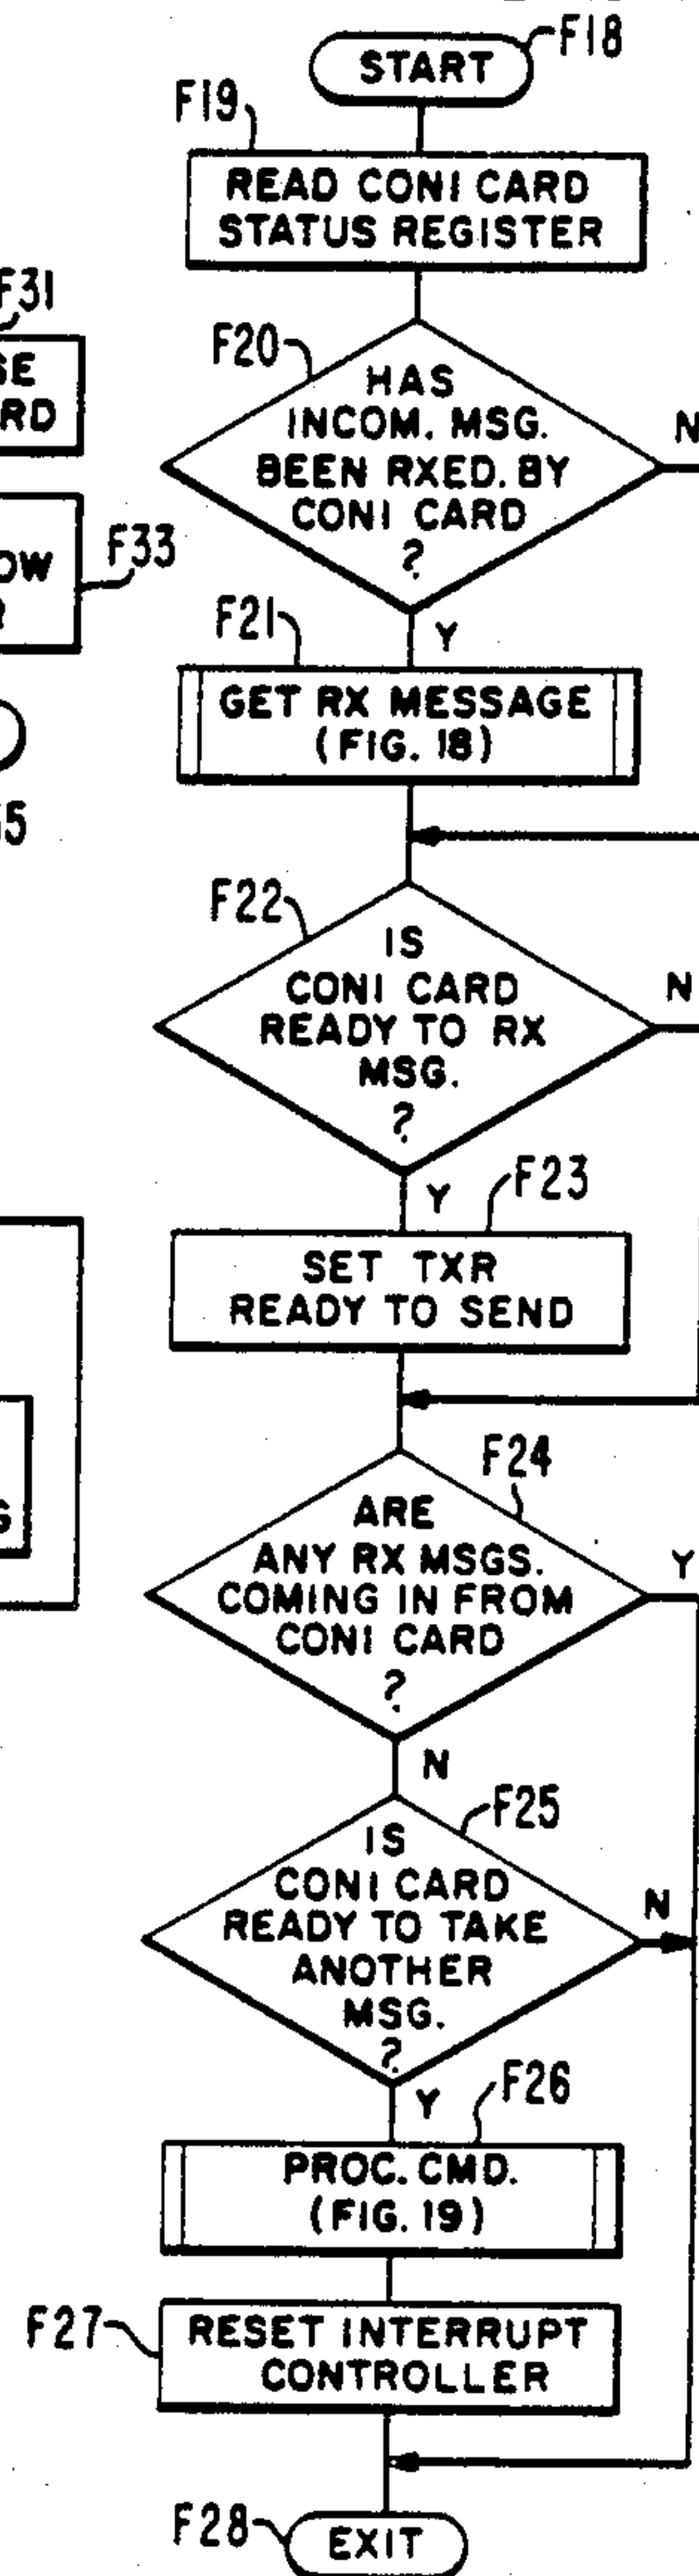 F18
START
F19
READ CONI CARD
STATUS REGISTER
F31
SE
RD
F20
HAS
INCOM. MSG.
BEEN RXED. BY
CONI CARD
?
N
OW
F33
Y
F21
GET RX MESSAGE
(FIG. 18)
F22
IS
CONI CARD
READY TO RX
MSG.
?
N
Y
F23
SET TXR
READY TO SEND
F24
ARE
ANY RX MSGS.
COMING IN FROM
CONI CARD
?
Y
N
F25
IS
CONI CARD
READY TO TAKE
ANOTHER
MSG.
?
N
Y
F26
PROC. CMD.
(FIG. 19)
F27
RESET INTERRUPT
CONTROLLER
F28
EXIT